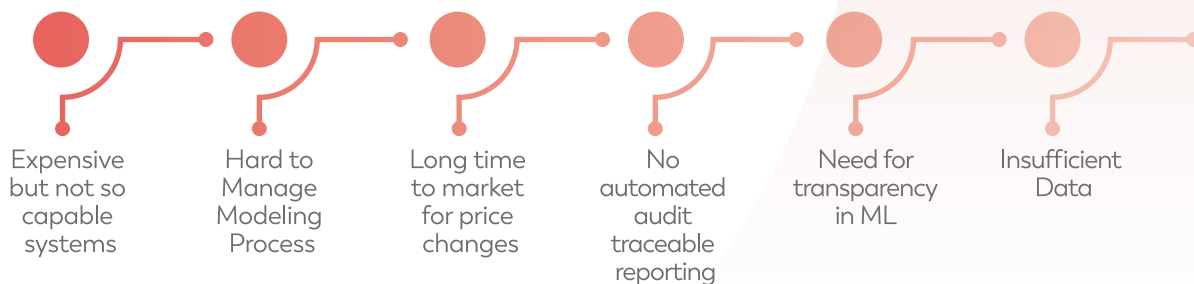 Expensive
but not so
capable
systems
Hard to
Manage
Modeling
Process
Long time
to market
for price
changes
No
automated
audit
traceable
reporting
Need for
transparency
in ML
Insufficient
Data